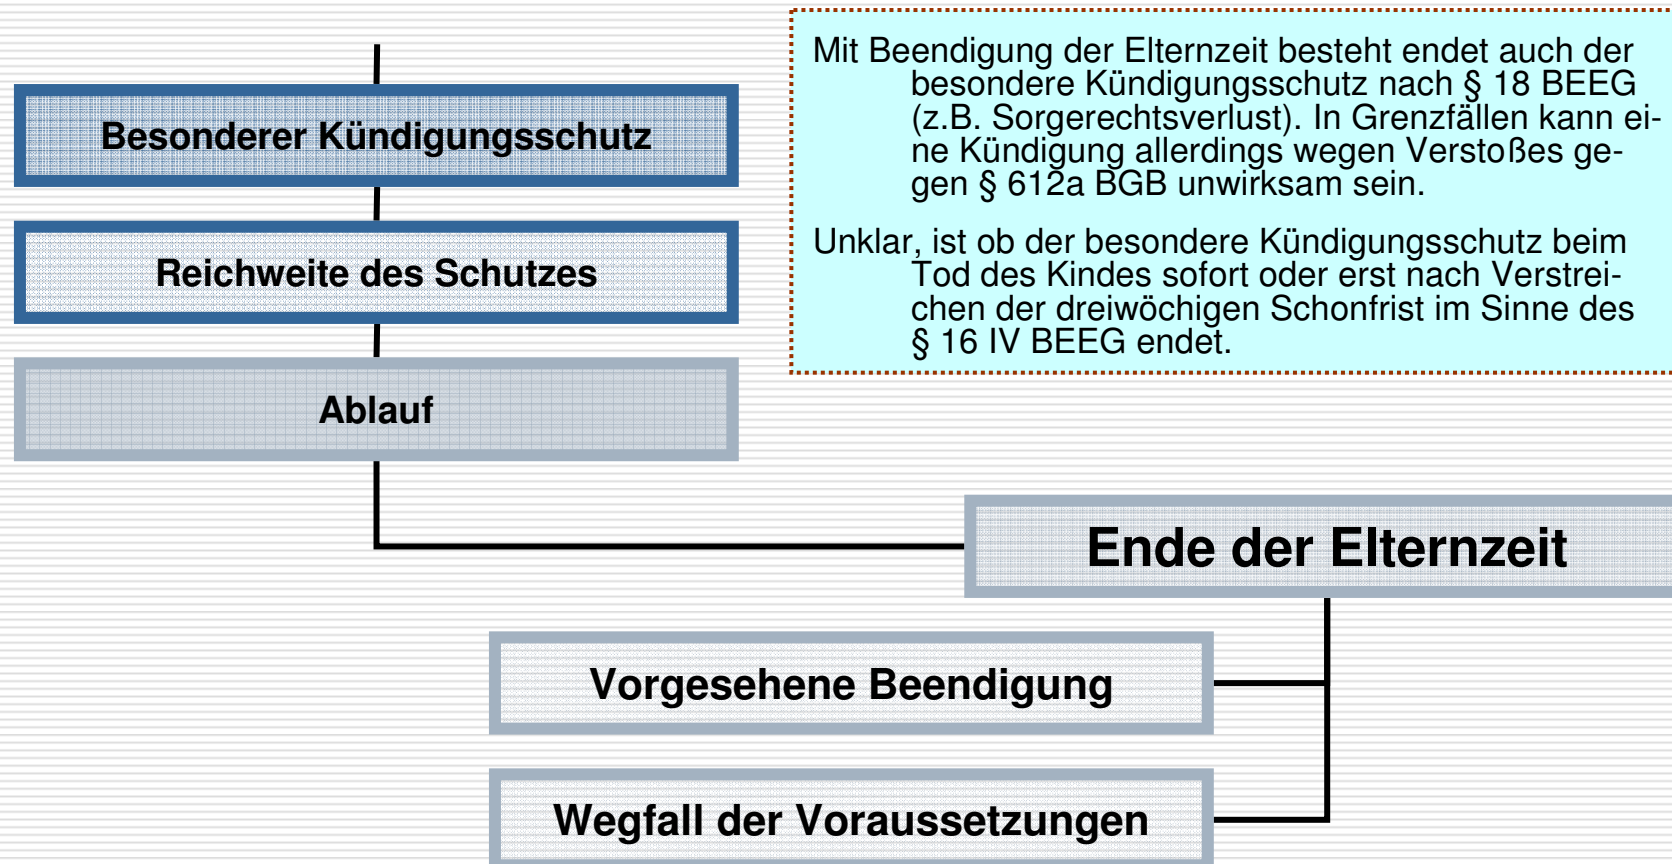 Mit Beendigung der Elternzeit besteht endet auch der
besondere Kündigungsschutz nach § 18 BEEG
(z.B. Sorgerechtsverlust). In Grenzfällen kann ei-
ne Kündigung allerdings wegen Verstoßes ge-
gen § 612a BGB unwirksam sein.
Unklar, ist ob der besondere Kündigungsschutz beim
Tod des Kindes sofort oder erst nach Verstrei-
chen der dreiwöchigen Schonfrist im Sinne des
§ 16 IV BEEG endet.
Besonderer Kündigungsschutz
Reichweite des Schutzes
Ablauf
Ende der Elternzeit
Vorgesehene Beendigung
Wegfall der Voraussetzungen